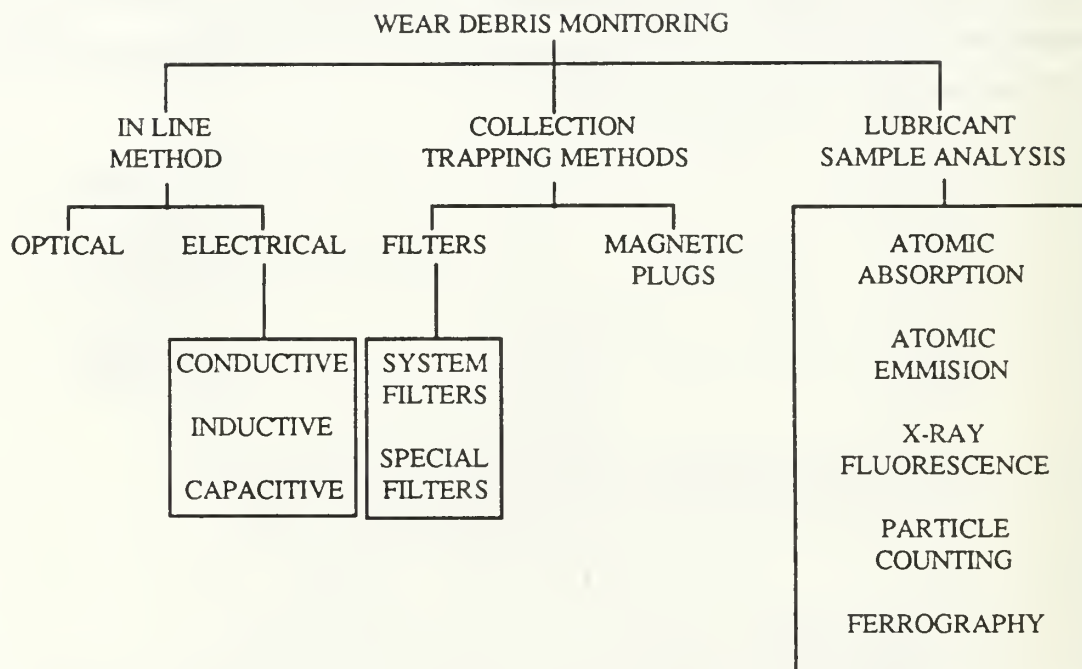 WEAR DEBRIS MONITORING
IN LINE
METHOD
COLLECTION
TRAPPING METHODS
LUBRICANT
SAMPLE ANALYSIS
OPTICAL
ELECTRICAL
FILTERS
MAGNETIC
PLUGS
CONDUCTIVE
INDUCTIVE
CAPACITIVE
SYSTEM
FILTERS
SPECIAL
FILTERS
ATOMIC
ABSORPTION
ATOMIC
EMMISION
X-RAY
FLUORESCENCE
PARTICLE
COUNTING
FERROGRAPHY